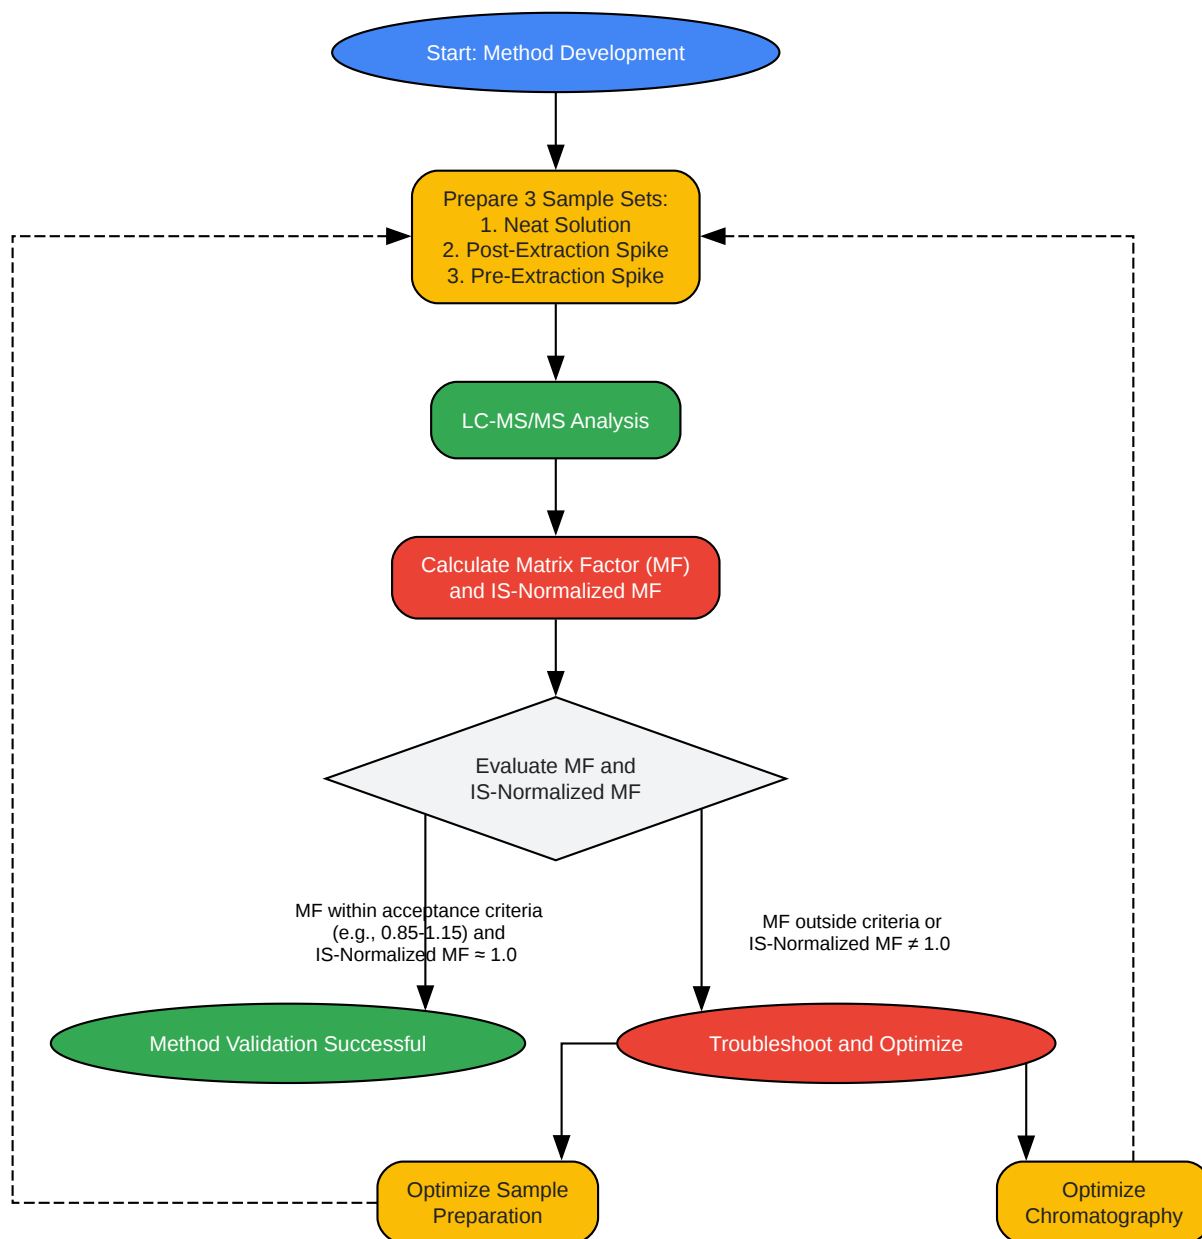 Start: Method Development
Prepare 3 Sample Sets:
1. Neat Solution
2. Post-Extraction Spike
3. Pre-Extraction Spike
LC-MS/MS Analysis
Calculate Matrix Factor (MF)
and IS-Normalized MF
Evaluate MF and
IS-Normalized MF
MF within acceptance criteria
(e.g., 0.85-1.15) and
IS-Normalized MF ≈ 1.0
MF outside criteria or
IS-Normalized MF ≠ 1.0
Method Validation Successful
Troubleshoot and Optimize
Optimize Sample
Preparation
Optimize
Chromatography